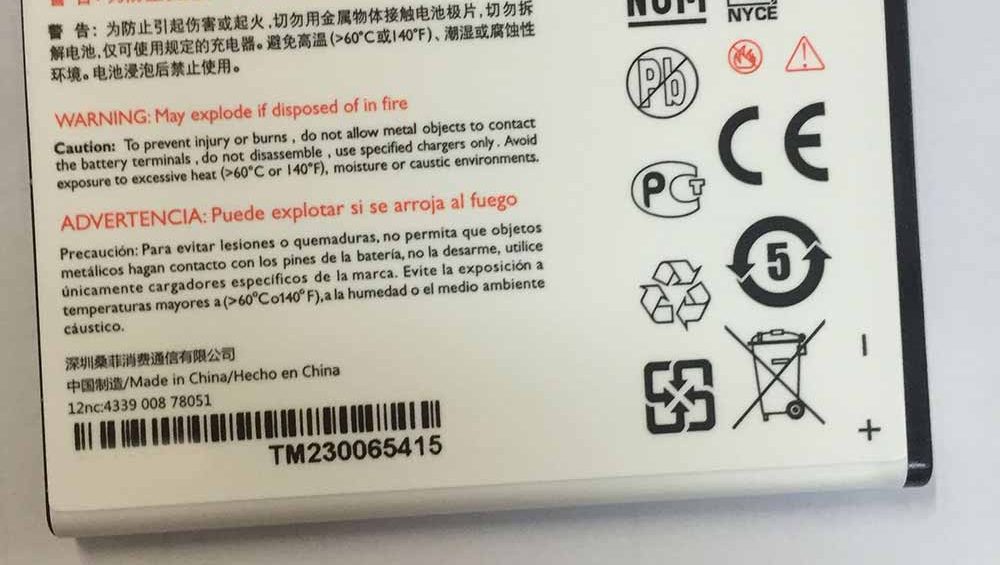 警 告: 为防止引起伤害或起火, 切勿用金属物体接触电池极片, 切勿拆
解电池, 仅可使用规定的充电器。避免高温(>60°C或140°F)、潮湿或腐蚀性
环境。电池浸泡后禁止使用。
WARNING: May explode if disposed of in fire
Caution: To prevent injury or burns , do not allow metal objects to contact
the battery terminals , do not disassemble , use specified chargers only . Avoid
exposure to excessive heat (>60°C or 140°F), moisture or caustic environments.
ADVERTENCIA: Puede explotar si se arroja al fuego
Precaución: Para evitar lesiones o quemaduras, no permita que objetos
metálicos hagan contacto con los pines de la batería, no la desarme, utilice
únicamente cargadores específicos de la marca. Evite la exposición a
temperaturas mayores a (>60°Co140°F),a la humedad o el medio ambiente
cáustico.
深圳桑菲消费通信有限公司
中国制造/Made in China/Hecho en China
12nc:4339 008 78051
TM230065415
NOM
NYCE
Pb
CE
PCT
5
-
+